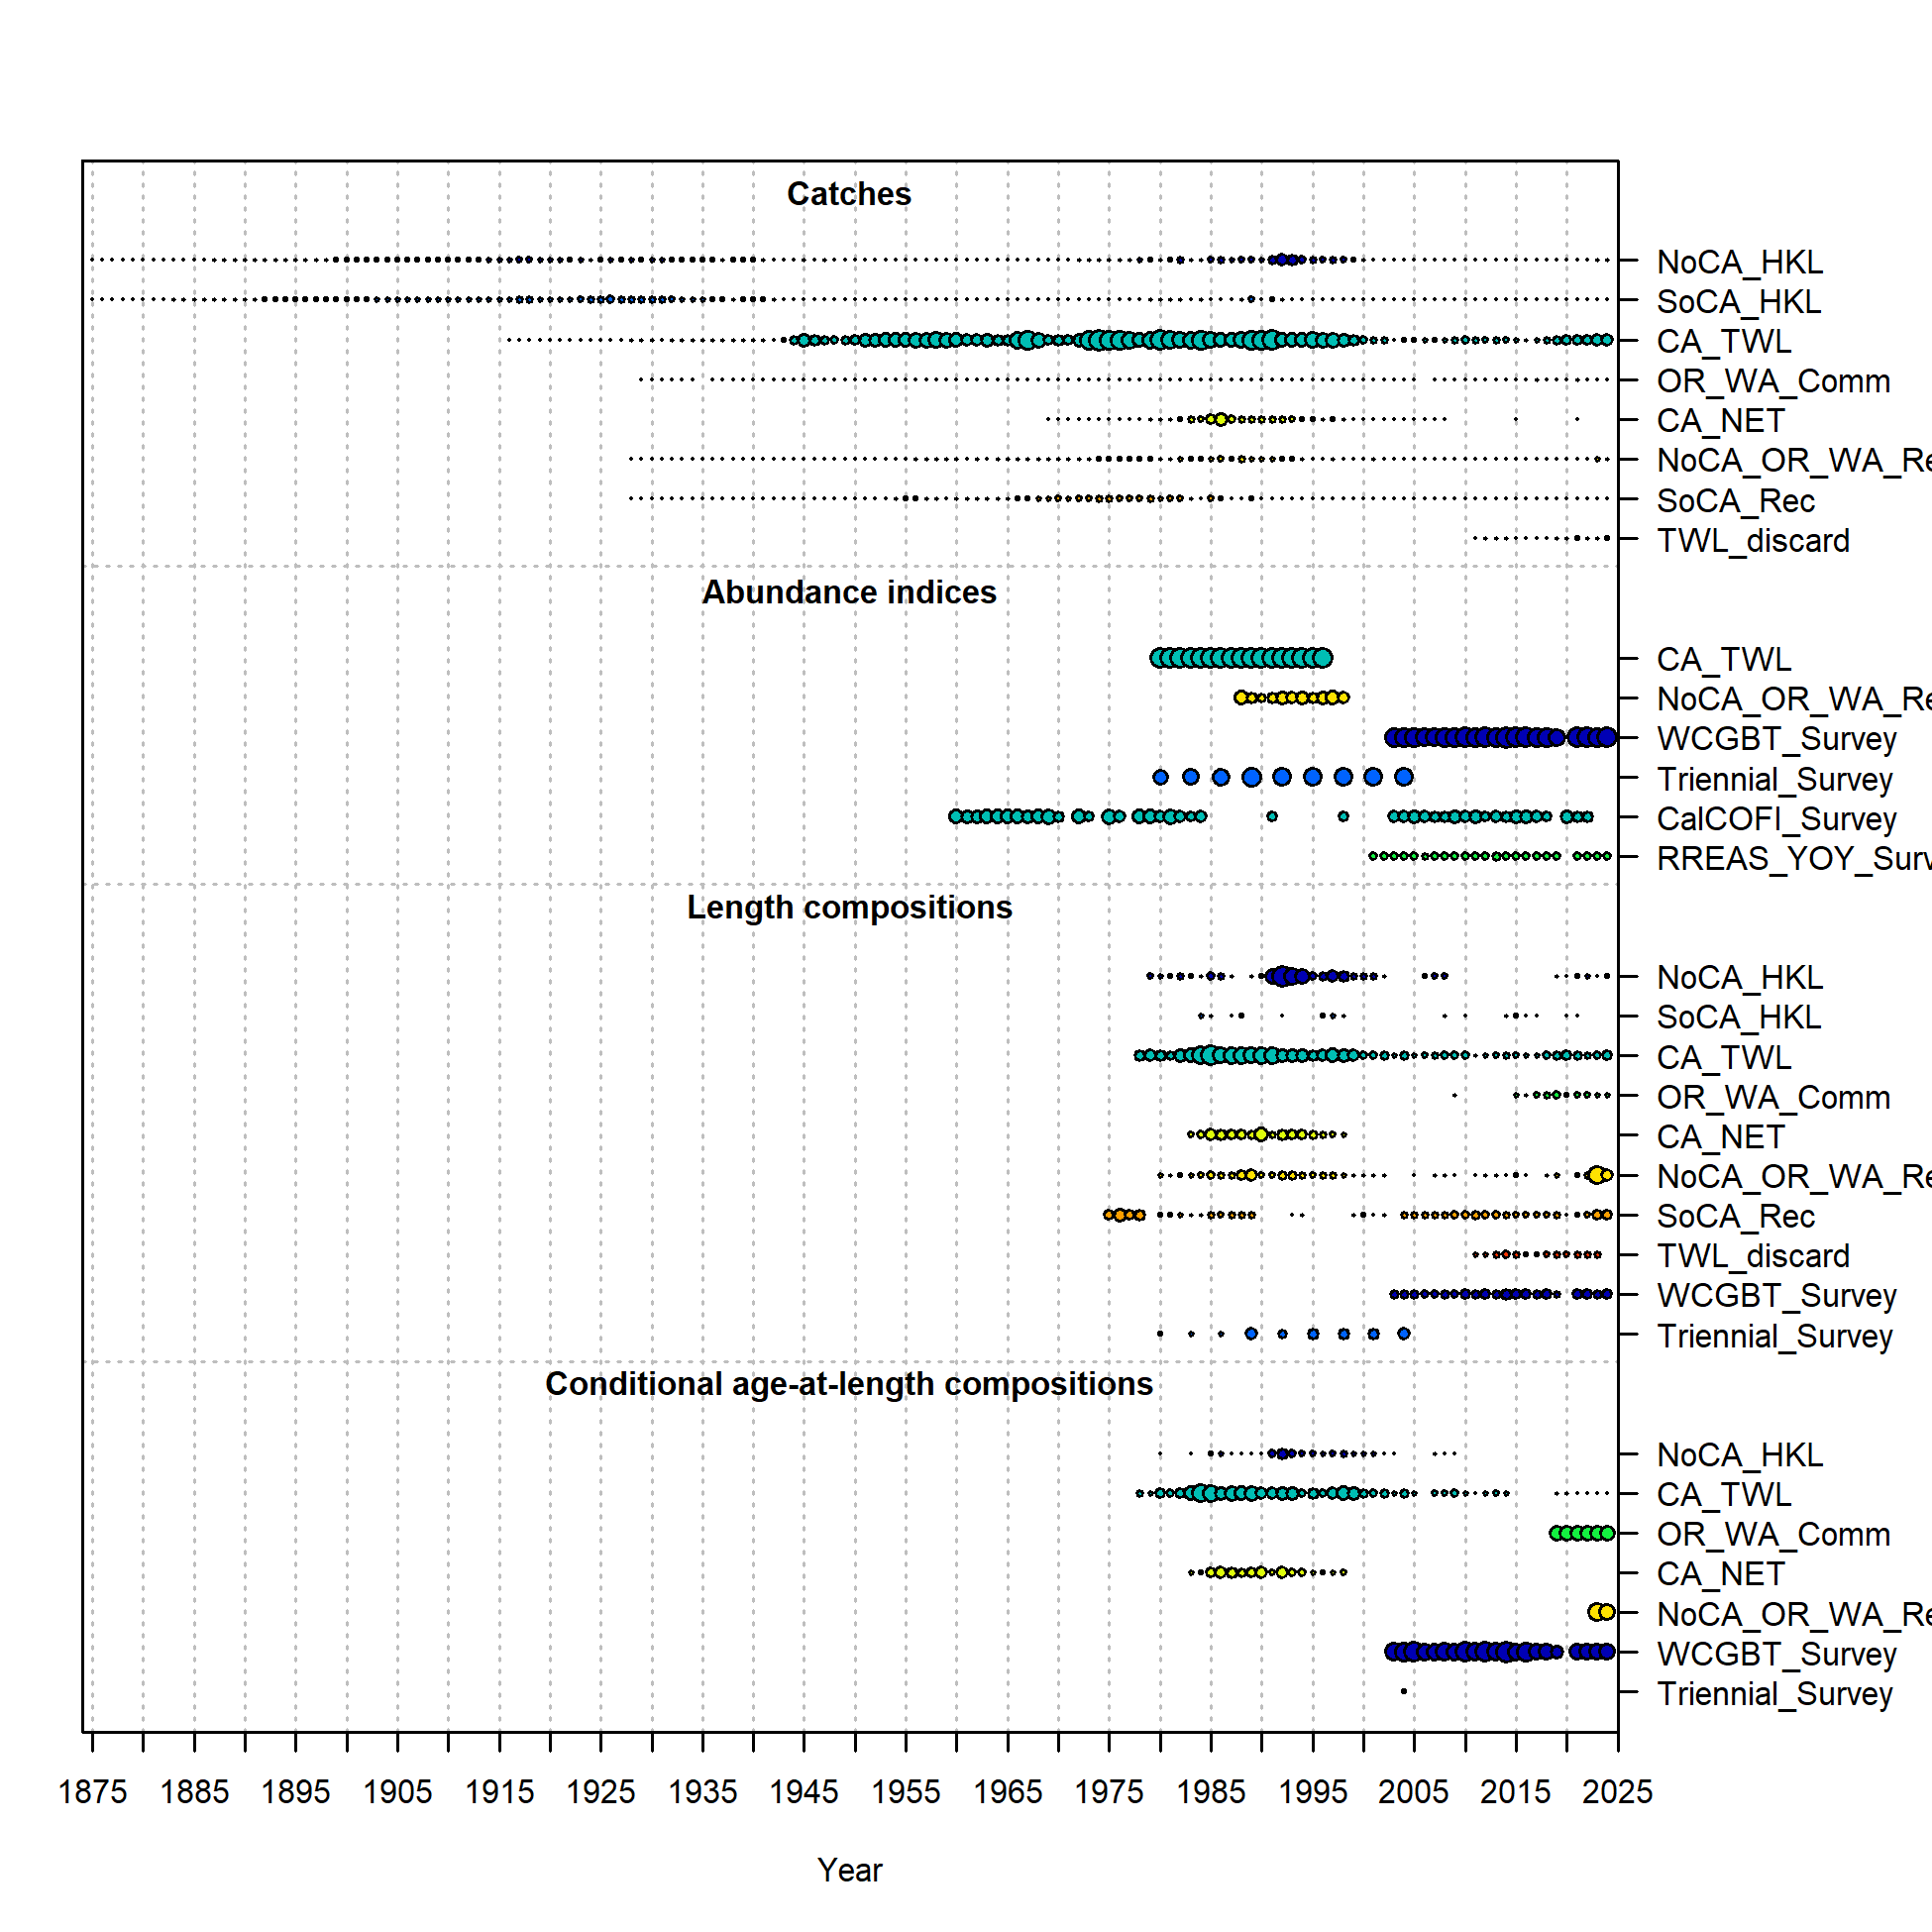 Catches
NoCA_HKL
SoCA_HKL
CA_TWL
OR_WA_Comm
CA_NET
NoCA_OR_WA_Re
SoCA_Rec
TWL_discard
Abundance indices
CA_TWL
NoCA_OR_WA_Re
WCGBT_Survey
Triennial_Survey
CalCOFI_Survey
RREAS_YOY_Surv
Length compositions
NoCA_HKL
SoCA_HKL
CA_TWL
OR_WA_Comm
CA_NET
NoCA_OR_WA_Re
SoCA_Rec
TWL_discard
WCGBT_Survey
Triennial_Survey
Conditional age-at-length compositions
NoCA_HKL
CA_TWL
OR_WA_Comm
CA_NET
NoCA_OR_WA_Re
WCGBT_Survey
Triennial_Survey
1875 1885 1895 1905 1915 1925 1935 1945 1955 1965 1975 1985 1995 2005 2015 2025
Year